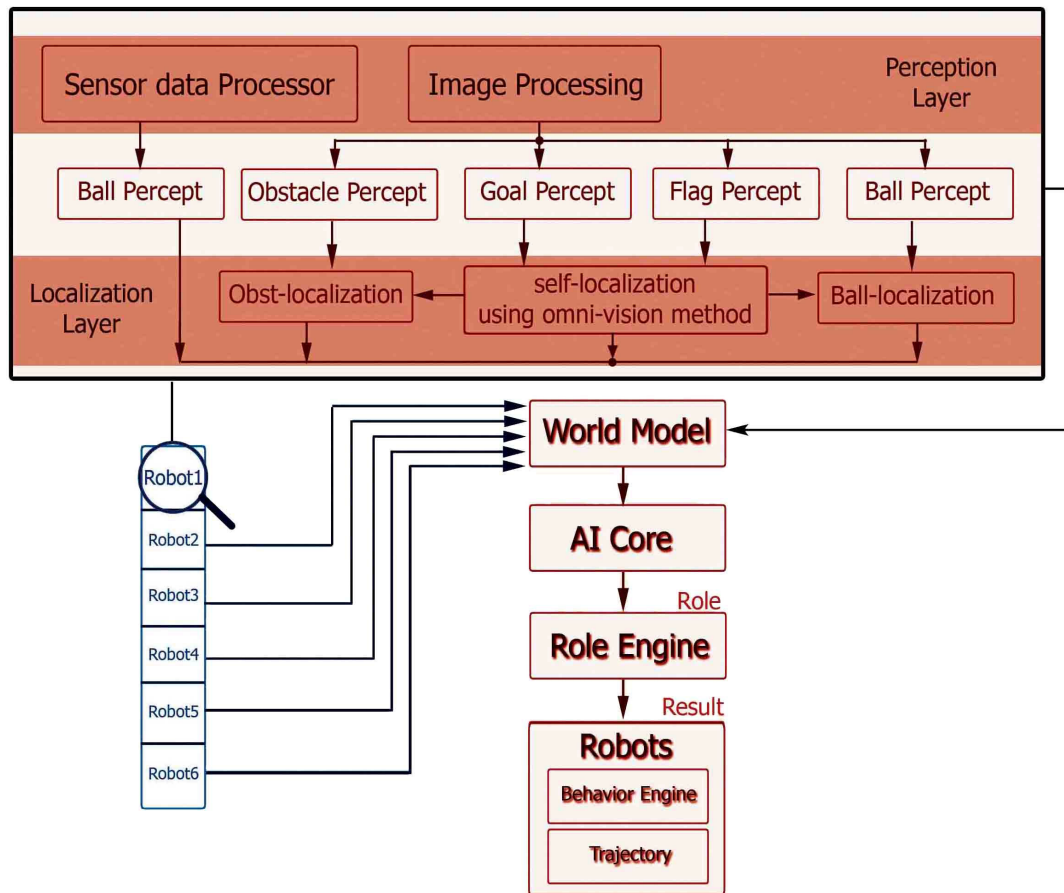 Sensor data Processor
Image Processing
Perception
Layer
Ball Percept
Obstacle Percept
Goal Percept
Flag Percept
Ball Percept
Localization
Layer
Obst-localization
self-localization
using omni-vision method
Ball-localization
Robot1
Robot2
Robot3
Robot4
Robot5
Robot6
World Model
AI Core
Role
Role Engine
Result
Robots
Behavior Engine
Trajectory